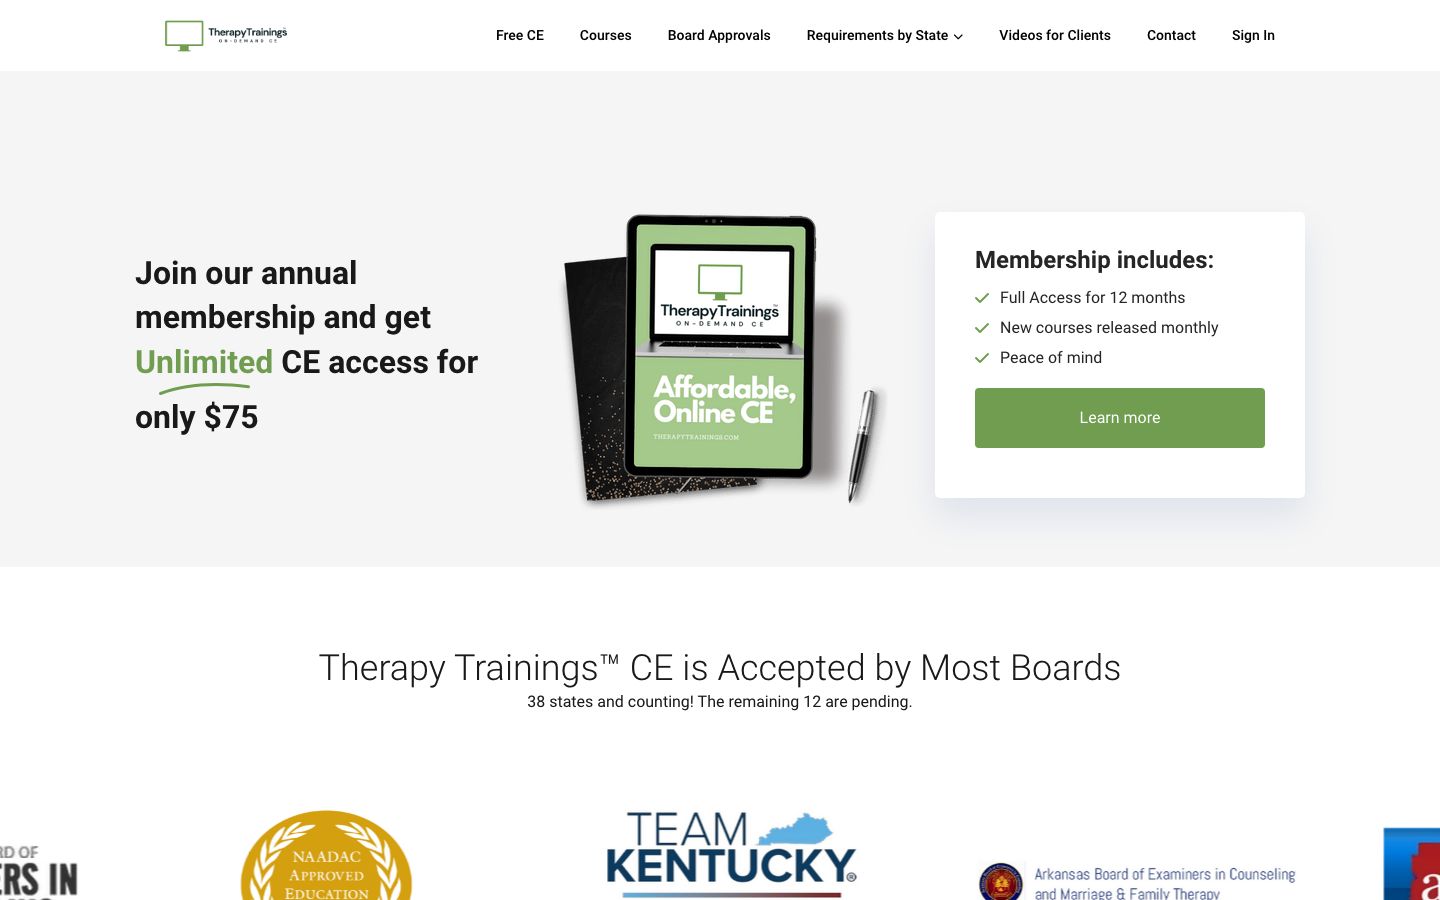 TherapyTrainings
ON-DEMAND CE
Free CE
Courses
Board Approvals
Requirements by State
Videos for Clients
Contact
Sign In
Join our annual
membership and get
Unlimited CE access for
only $75
TherapyTrainings™
ON-DEMAND CE
Affordable,
Online CE
THERAPYTRAININGS.COM
Membership includes:
Full Access for 12 months
New courses released monthly
Peace of mind
Learn more
Therapy Trainings™ CE is Accepted by Most Boards
38 states and counting! The remaining 12 are pending.
RD OF
ERS IN
NAADAC
APPROVED
EDUCATION
TEAM
KENTUCKY®
Arkansas Board of Examiners in Counseling
and Marriage & Family Therapy
a